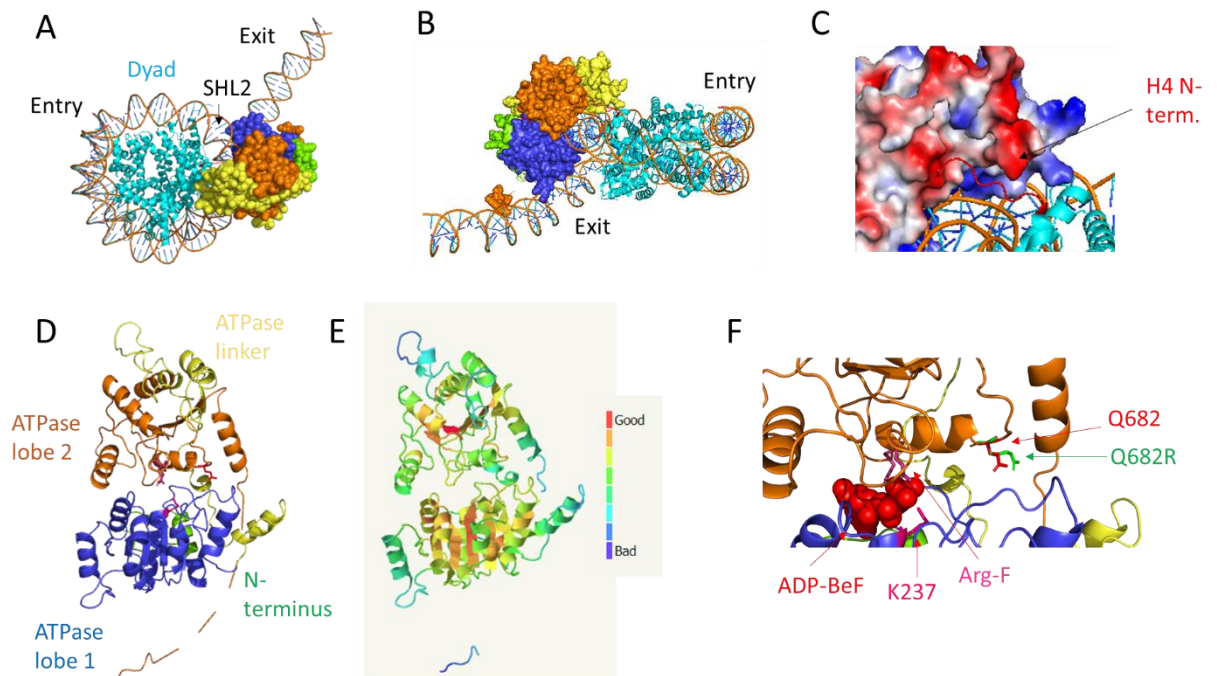 A
Exit
Dyad
SHL2
Entry
B
Entry
Exit
C
H4 N-
term.
D
ATPase
linker
ATPase
lobe 2
N-
terminus
ATPase
lobe 1
E
Good
Bad
F
Q682
Q682R
Arg-F
K237
ADP-BeF